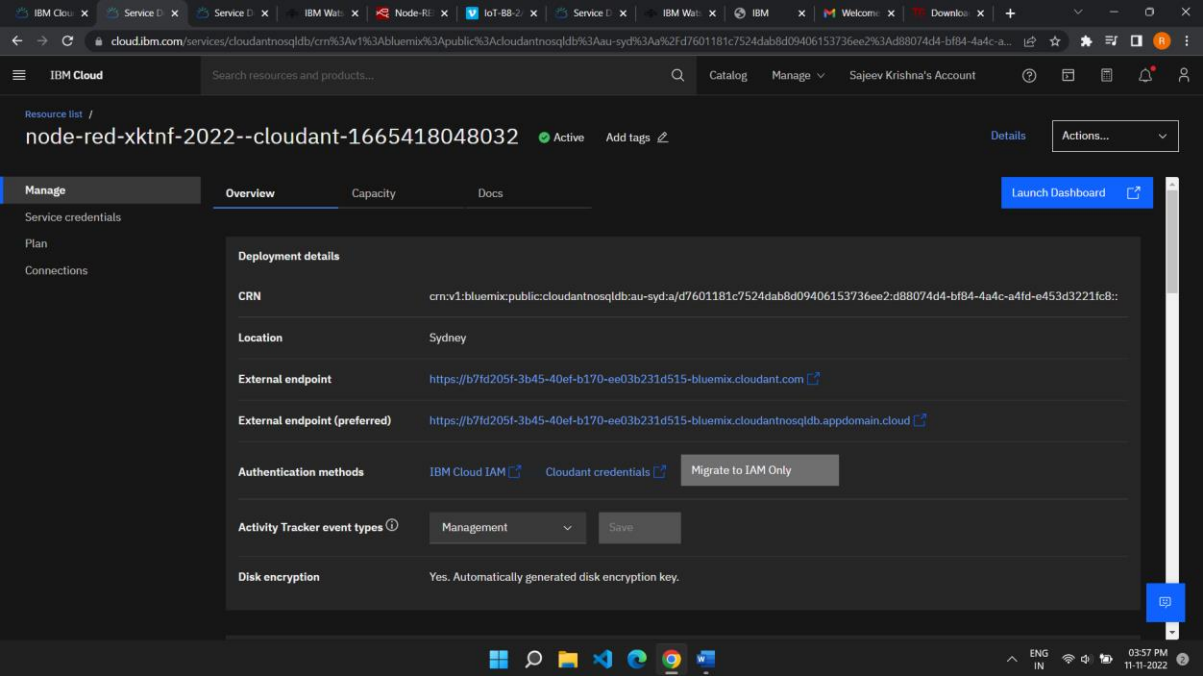 IBM Clou
Service D
Service D
IBM Wats
Node-RE
IoT-B8-2/
Service D
IBM Wat
IBM
Welcome
Downloa
cloud.ibm.com/services/cloudantnosqldb/crn%3Av1%3Abluemix%3Apublic%3Acloudantnosqldb%3Aau-syd%3Aa%2Fd7601181c7524dab8d09406153736ee2%3Ad88074d4-bf84-4a4c-a...
R
IBM Cloud
Search resources and products...
Catalog
Manage
Sajeev Krishna's Account
Resource list /
node-red-xktnf-2022--cloudant-1665418048032
Active
Add tags
Details
Actions...
Manage
Service credentials
Plan
Connections
Overview
Capacity
Docs
Launch Dashboard
Deployment details
CRN crn:v1:bluemix:public:cloudantnosqldb:au-syd:a/d7601181c7524dab8d09406153736ee2:d88074d4-bf84-4a4c-a4fd-e453d3221fc8::
Location Sydney
External endpoint https://b7fd205f-3b45-40ef-b170-ee03b231d515-bluemix.cloudant.com
External endpoint (preferred) https://b7fd205f-3b45-40ef-b170-ee03b231d515-bluemix.cloudantnosqldb.appdomain.cloud
Authentication methods IBM Cloud IAM Cloudant credentials Migrate to IAM Only
Activity Tracker event types Management Save
Disk encryption Yes. Automatically generated disk encryption key.
ENG
IN
03:57 PM
11-11-2022
2